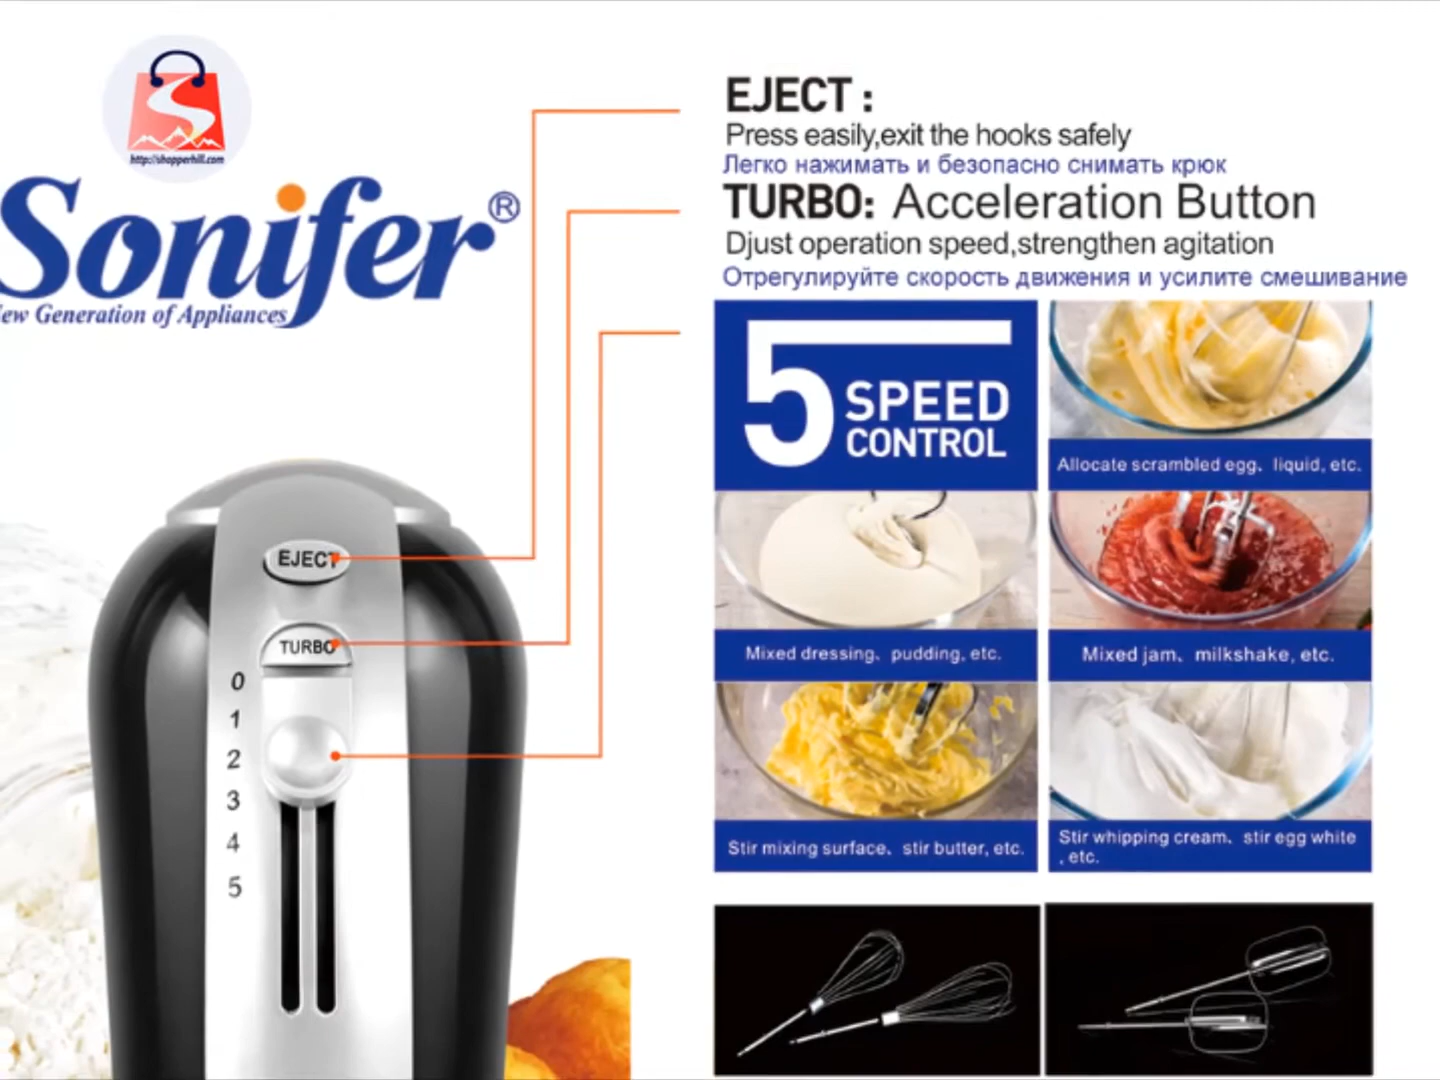 http://shopperhill.com
Sonifer®
ew Generation of Appliances
EJECT :
Press easily,exit the hooks safely
Легко нажимать и безопасно снимать крюк
TURBO: Acceleration Button
Djust operation speed,strengthen agitation
Отрегулируйте скорость движения и усилите смешивание
5 SPEED
CONTROL
Allocate scrambled egg、liquid, etc.
Mixed dressing、pudding, etc.
Mixed jam、milkshake, etc.
Stir mixing surface、stir butter, etc.
Stir whipping cream、stir egg white
, etc.
EJECT
TURBO
0
1
2
3
4
5